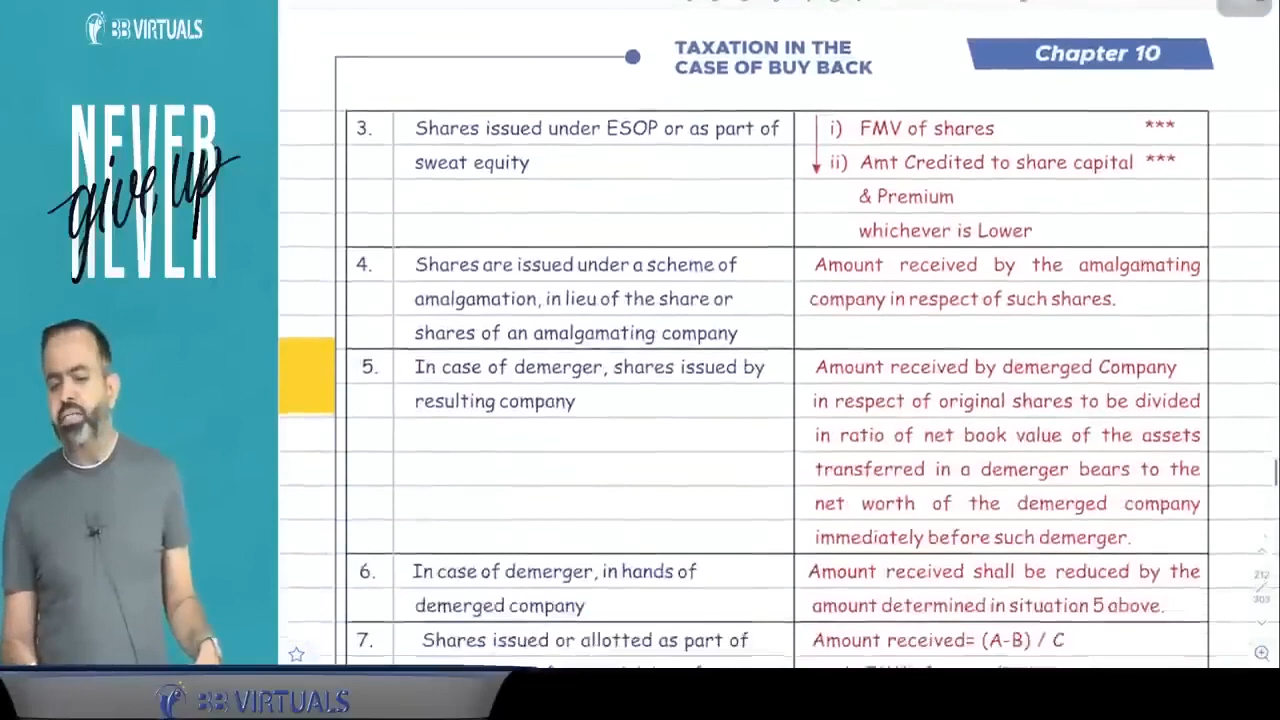 BB VIRTUALS
NEVER
give up
NEVER
TAXATION IN THE
CASE OF BUY BACK
Chapter 10
3. Shares issued under ESOP or as part of
sweat equity
i) FMV of shares ***
ii) Amt Credited to share capital ***
& Premium
whichever is Lower
4. Shares are issued under a scheme of
amalgamation, in lieu of the share or
shares of an amalgamating company
Amount received by the amalgamating
company in respect of such shares.
5. In case of demerger, shares issued by
resulting company
Amount received by demerged Company
in respect of original shares to be divided
in ratio of net book value of the assets
transferred in a demerger bears to the
net worth of the demerged company
immediately before such demerger.
6. In case of demerger, in hands of
demerged company
Amount received shall be reduced by the
amount determined in situation 5 above.
7. Shares issued or allotted as part of
Amount received= (A-B) / C
212
303
BB VIRTUALS